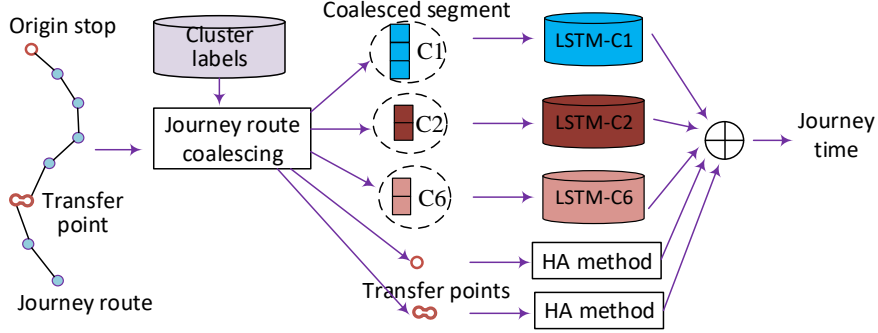 Origin stop
Cluster
labels
Coalesced segment
C1
LSTM-C1
Journey route
coalescing
C2
LSTM-C2
Journey
time
Transfer
point
C6
LSTM-C6
HA method
Transfer points
Journey route
HA method